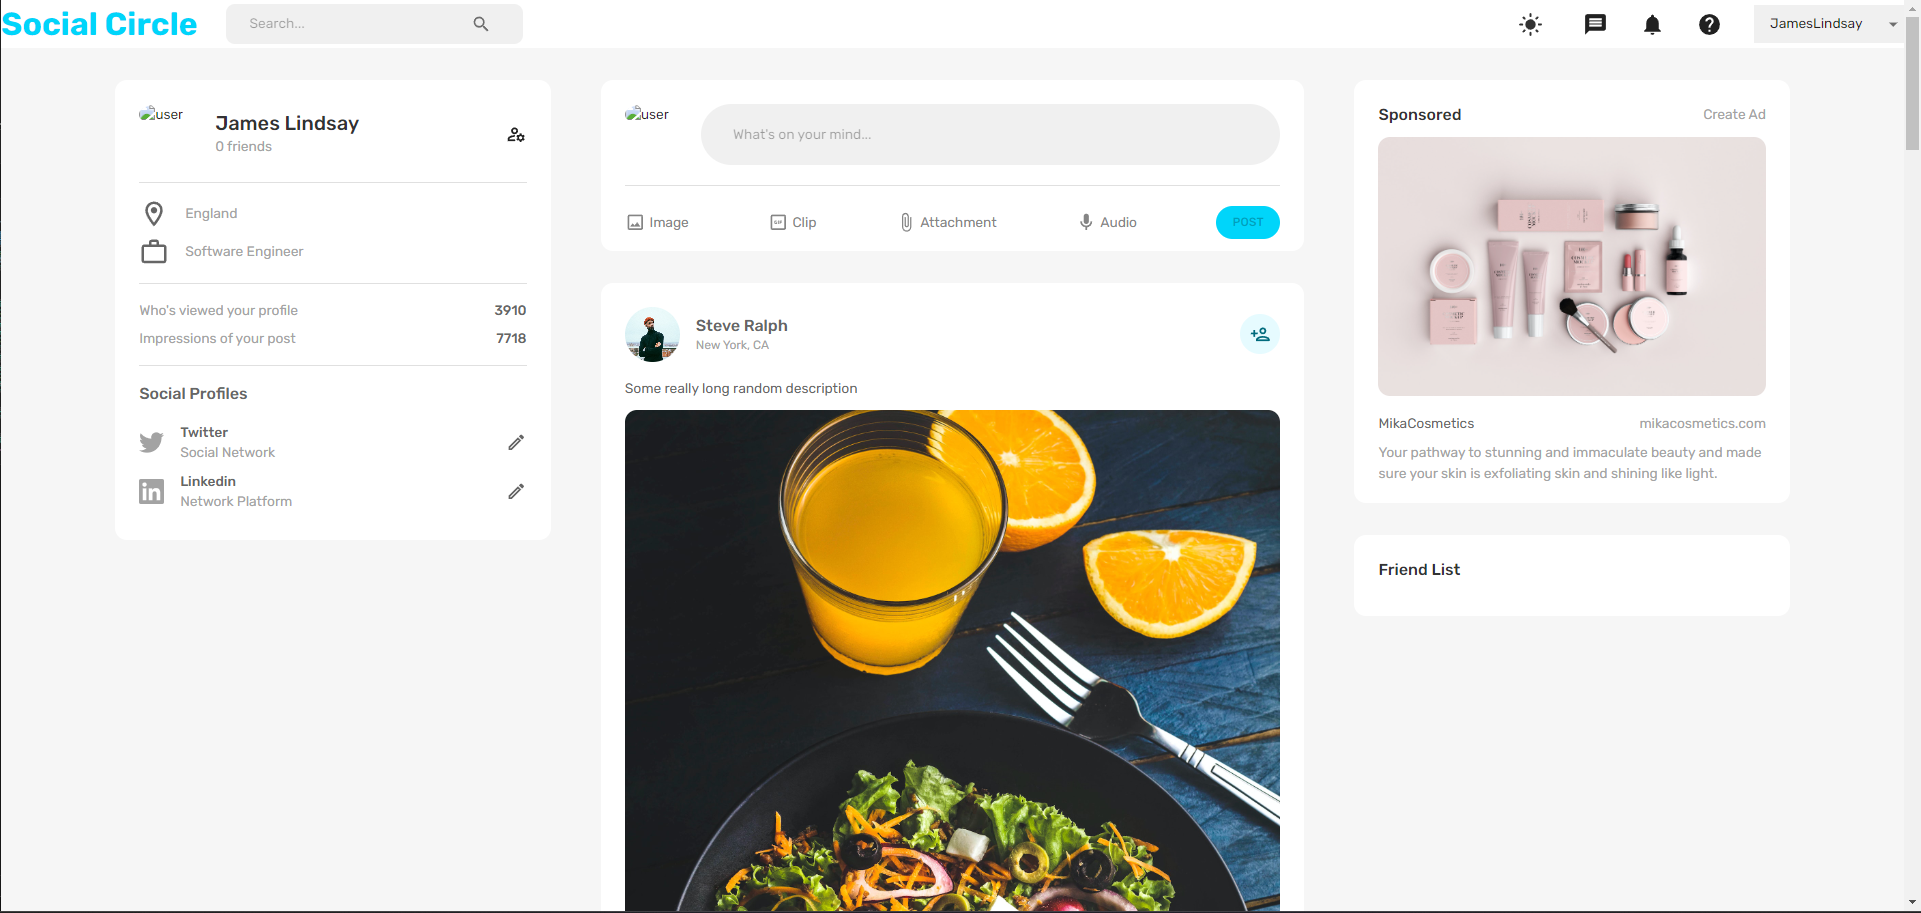 Social Circle
Search...
JamesLindsay
user
James Lindsay
0 friends
England
Software Engineer
Who's viewed your profile 3910
Impressions of your post 7718
Social Profiles
Twitter
Social Network
Linkedin
Network Platform
user
What's on your mind...
Image
Clip
Attachment
Audio
POST
Steve Ralph
New York, CA
Some really long random description
Sponsored
Create Ad
MikaCosmetics
mikacosmetics.com
Your pathway to stunning and immaculate beauty and made
sure your skin is exfoliating skin and shining like light.
Friend List